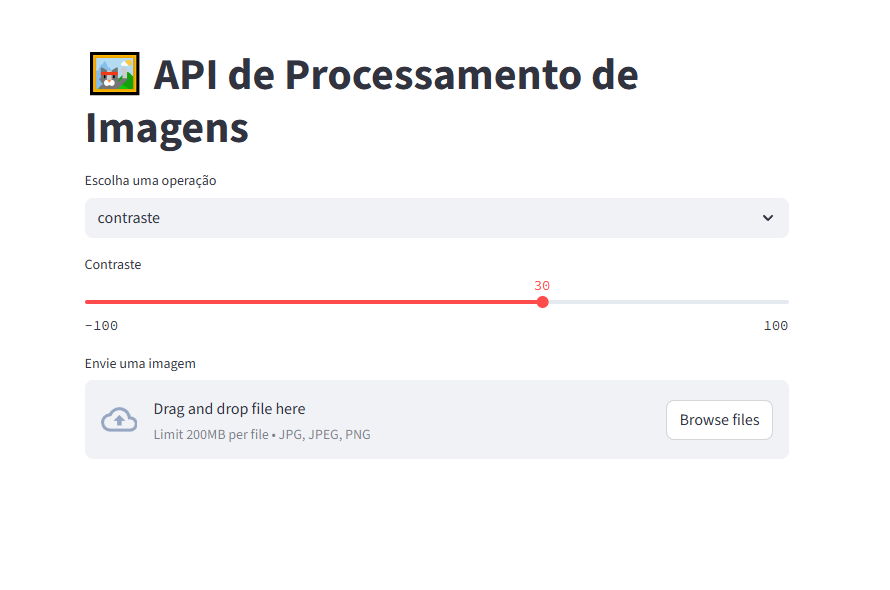 API de Processamento de
Imagens
Escolha uma operação
contraste
Contraste
30
-100 100
Envie uma imagem
Drag and drop file here
Limit 200MB per file • JPG, JPEG, PNG
Browse files